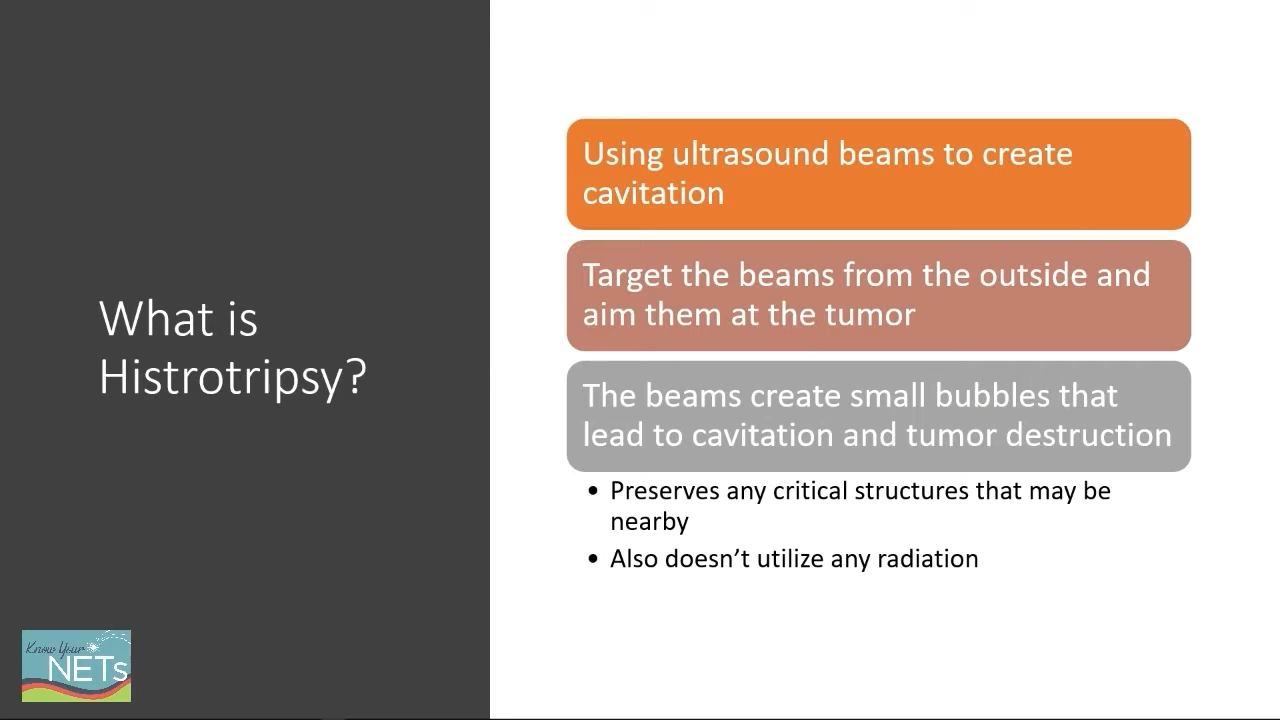 What is
Histrotripsy?
Using ultrasound beams to create
cavitation
Target the beams from the outside and
aim them at the tumor
The beams create small bubbles that
lead to cavitation and tumor destruction
• Preserves any critical structures that may be
nearby
• Also doesn’t utilize any radiation
Know Your
NETs